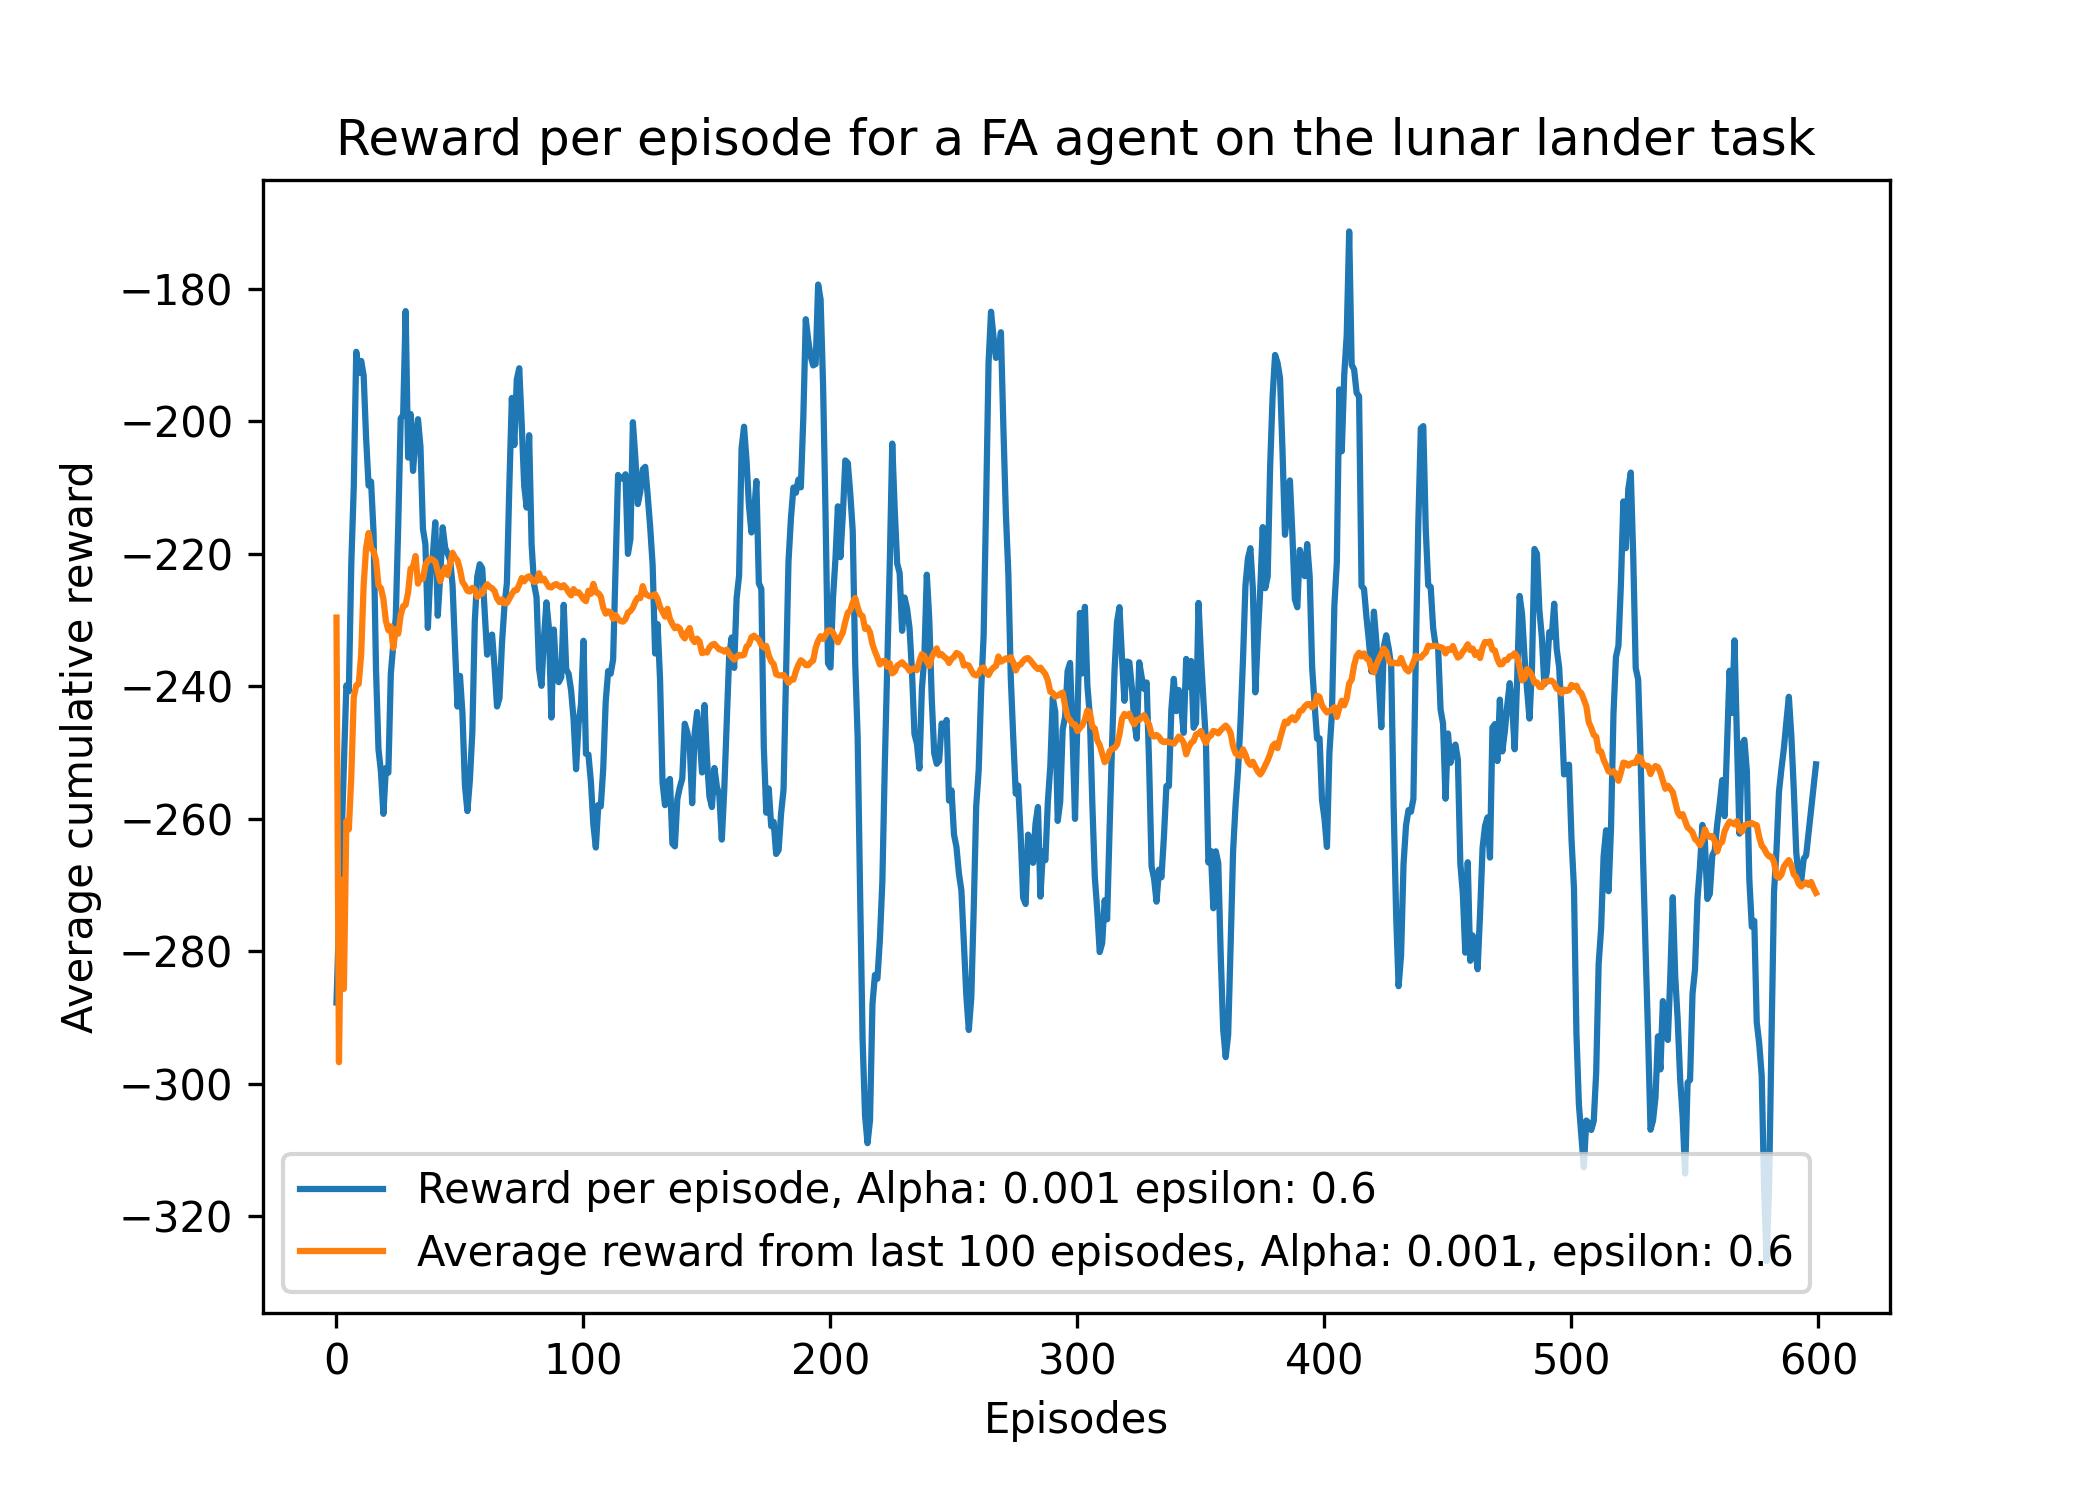 Reward per episode for a FA agent on the lunar lander task
Average cumulative reward
−180
−200
−220
−240
−260
−280
−300
−320
Reward per episode, Alpha: 0.001 epsilon: 0.6
Average reward from last 100 episodes, Alpha: 0.001, epsilon: 0.6
0 100 200 300 400 500 600
Episodes